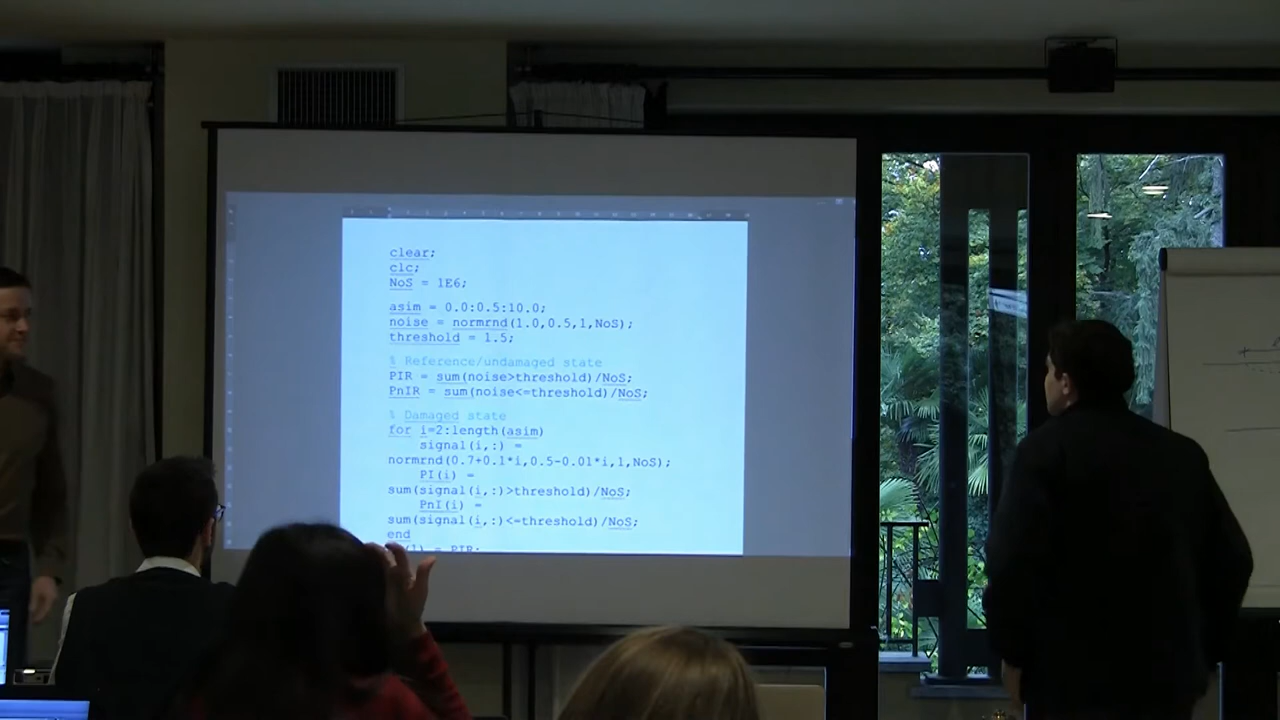 clear;
clc;
NoS = 1E6;
asim = 0.0:0.5:10.0;
noise = normrnd(1.0,0.5,1,NoS);
threshold = 1.5;
% Reference/undamaged state
PIR = sum(noise>threshold)/NoS;
PnIR = sum(noise<=threshold)/NoS;
% Damaged state
for i=2:length(asim)
signal(i,:) =
normrnd(0.7+0.1*i,0.5-0.01*i,1,NoS);
PI(i) =
sum(signal(i,:)>threshold)/NoS;
PnI(i) =
sum(signal(i,:)<=threshold)/NoS;
end
(1) = PIR;